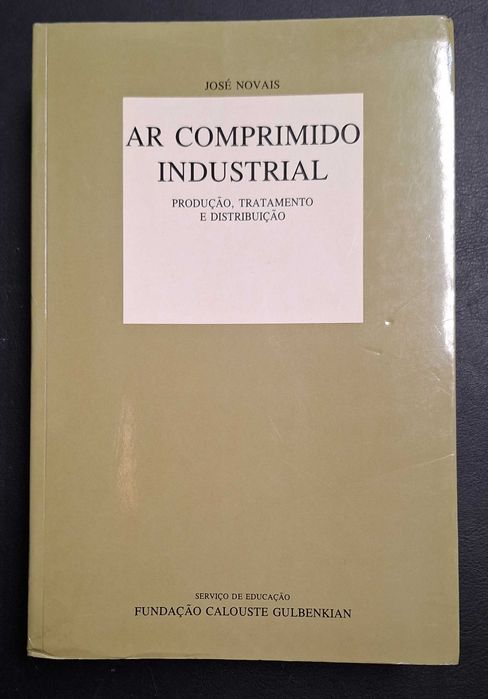 JOSÉ NOVAIS
AR COMPRIMIDO
INDUSTRIAL
PRODUÇÃO, TRATAMENTO
E DISTRIBUIÇÃO
SERVIÇO DE EDUCAÇÃO
FUNDAÇÃO CALOUSTE GULBENKIAN